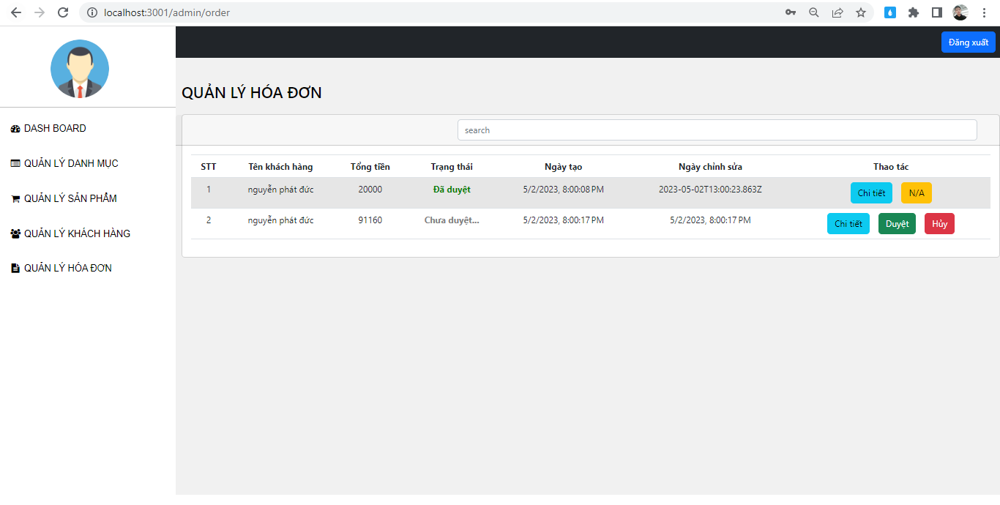 localhost:3001/admin/order
Đăng xuất
DASH BOARD
QUẢN LÝ DANH MỤC
QUẢN LÝ SẢN PHẨM
QUẢN LÝ KHÁCH HÀNG
QUẢN LÝ HÓA ĐƠN
QUẢN LÝ HÓA ĐƠN
search
STT Tên khách hàng Tổng tiền Trạng thái Ngày tạo Ngày chỉnh sửa Thao tác
1 nguyễn phát đức 20000 Đã duyệt 5/2/2023, 8:00:08 PM 2023-05-02T13:00:23.863Z Chi tiết N/A
2 nguyễn phát đức 91160 Chưa duyệt... 5/2/2023, 8:00:17 PM 5/2/2023, 8:00:17 PM Chi tiết Duyệt Hủy